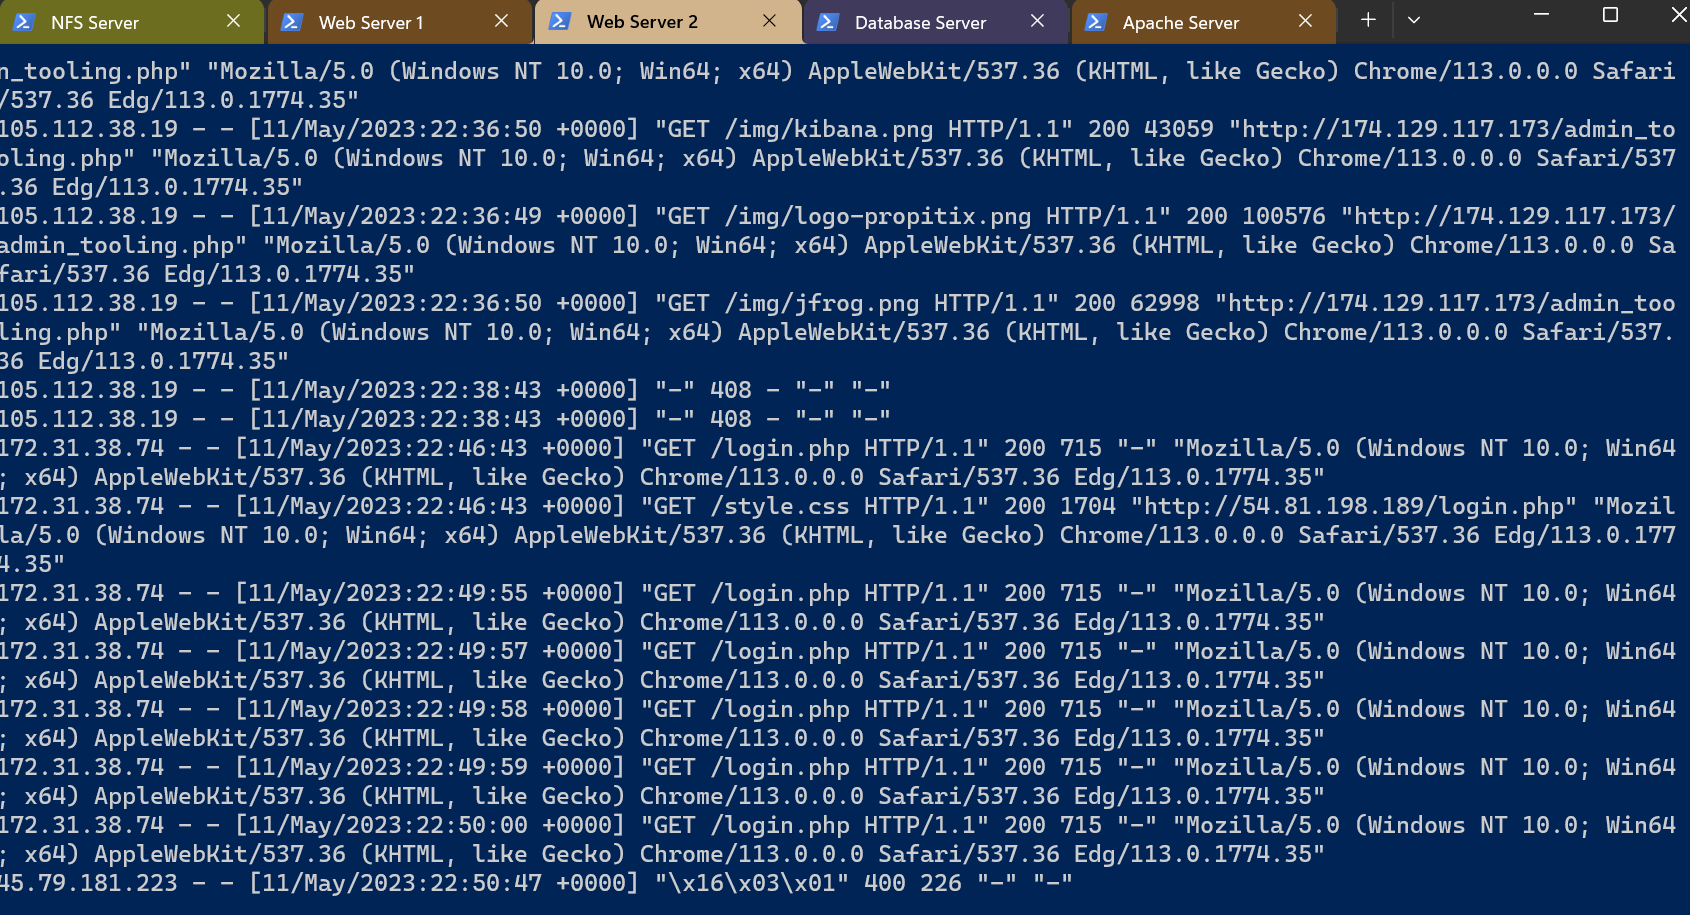 NFS Server Web Server 1 Web Server 2 Database Server Apache Server
n_tooling.php" "Mozilla/5.0 (Windows NT 10.0; Win64; x64) AppleWebKit/537.36 (KHTML, like Gecko) Chrome/113.0.0.0 Safari
/537.36 Edg/113.0.1774.35"
105.112.38.19 - - [11/May/2023:22:36:50 +0000] "GET /img/kibana.png HTTP/1.1" 200 43059 "http://174.129.117.173/admin_to
oling.php" "Mozilla/5.0 (Windows NT 10.0; Win64; x64) AppleWebKit/537.36 (KHTML, like Gecko) Chrome/113.0.0.0 Safari/537
.36 Edg/113.0.1774.35"
105.112.38.19 - - [11/May/2023:22:36:49 +0000] "GET /img/logo-propitix.png HTTP/1.1" 200 100576 "http://174.129.117.173/
admin_tooling.php" "Mozilla/5.0 (Windows NT 10.0; Win64; x64) AppleWebKit/537.36 (KHTML, like Gecko) Chrome/113.0.0.0 Sa
fari/537.36 Edg/113.0.1774.35"
105.112.38.19 - - [11/May/2023:22:36:50 +0000] "GET /img/jfrog.png HTTP/1.1" 200 62998 "http://174.129.117.173/admin_too
ling.php" "Mozilla/5.0 (Windows NT 10.0; Win64; x64) AppleWebKit/537.36 (KHTML, like Gecko) Chrome/113.0.0.0 Safari/537.
36 Edg/113.0.1774.35"
105.112.38.19 - - [11/May/2023:22:38:43 +0000] "-" 408 - "-" "-"
105.112.38.19 - - [11/May/2023:22:38:43 +0000] "-" 408 - "-" "-"
172.31.38.74 - - [11/May/2023:22:46:43 +0000] "GET /login.php HTTP/1.1" 200 715 "-" "Mozilla/5.0 (Windows NT 10.0; Win64
; x64) AppleWebKit/537.36 (KHTML, like Gecko) Chrome/113.0.0.0 Safari/537.36 Edg/113.0.1774.35"
172.31.38.74 - - [11/May/2023:22:46:43 +0000] "GET /style.css HTTP/1.1" 200 1704 "http://54.81.198.189/login.php" "Mozil
la/5.0 (Windows NT 10.0; Win64; x64) AppleWebKit/537.36 (KHTML, like Gecko) Chrome/113.0.0.0 Safari/537.36 Edg/113.0.177
4.35"
172.31.38.74 - - [11/May/2023:22:49:55 +0000] "GET /login.php HTTP/1.1" 200 715 "-" "Mozilla/5.0 (Windows NT 10.0; Win64
; x64) AppleWebKit/537.36 (KHTML, like Gecko) Chrome/113.0.0.0 Safari/537.36 Edg/113.0.1774.35"
172.31.38.74 - - [11/May/2023:22:49:57 +0000] "GET /login.php HTTP/1.1" 200 715 "-" "Mozilla/5.0 (Windows NT 10.0; Win64
; x64) AppleWebKit/537.36 (KHTML, like Gecko) Chrome/113.0.0.0 Safari/537.36 Edg/113.0.1774.35"
172.31.38.74 - - [11/May/2023:22:49:58 +0000] "GET /login.php HTTP/1.1" 200 715 "-" "Mozilla/5.0 (Windows NT 10.0; Win64
; x64) AppleWebKit/537.36 (KHTML, like Gecko) Chrome/113.0.0.0 Safari/537.36 Edg/113.0.1774.35"
172.31.38.74 - - [11/May/2023:22:49:59 +0000] "GET /login.php HTTP/1.1" 200 715 "-" "Mozilla/5.0 (Windows NT 10.0; Win64
; x64) AppleWebKit/537.36 (KHTML, like Gecko) Chrome/113.0.0.0 Safari/537.36 Edg/113.0.1774.35"
172.31.38.74 - - [11/May/2023:22:50:00 +0000] "GET /login.php HTTP/1.1" 200 715 "-" "Mozilla/5.0 (Windows NT 10.0; Win64
; x64) AppleWebKit/537.36 (KHTML, like Gecko) Chrome/113.0.0.0 Safari/537.36 Edg/113.0.1774.35"
45.79.181.223 - - [11/May/2023:22:50:47 +0000] "\x16\x03\x01" 400 226 "-" "-"